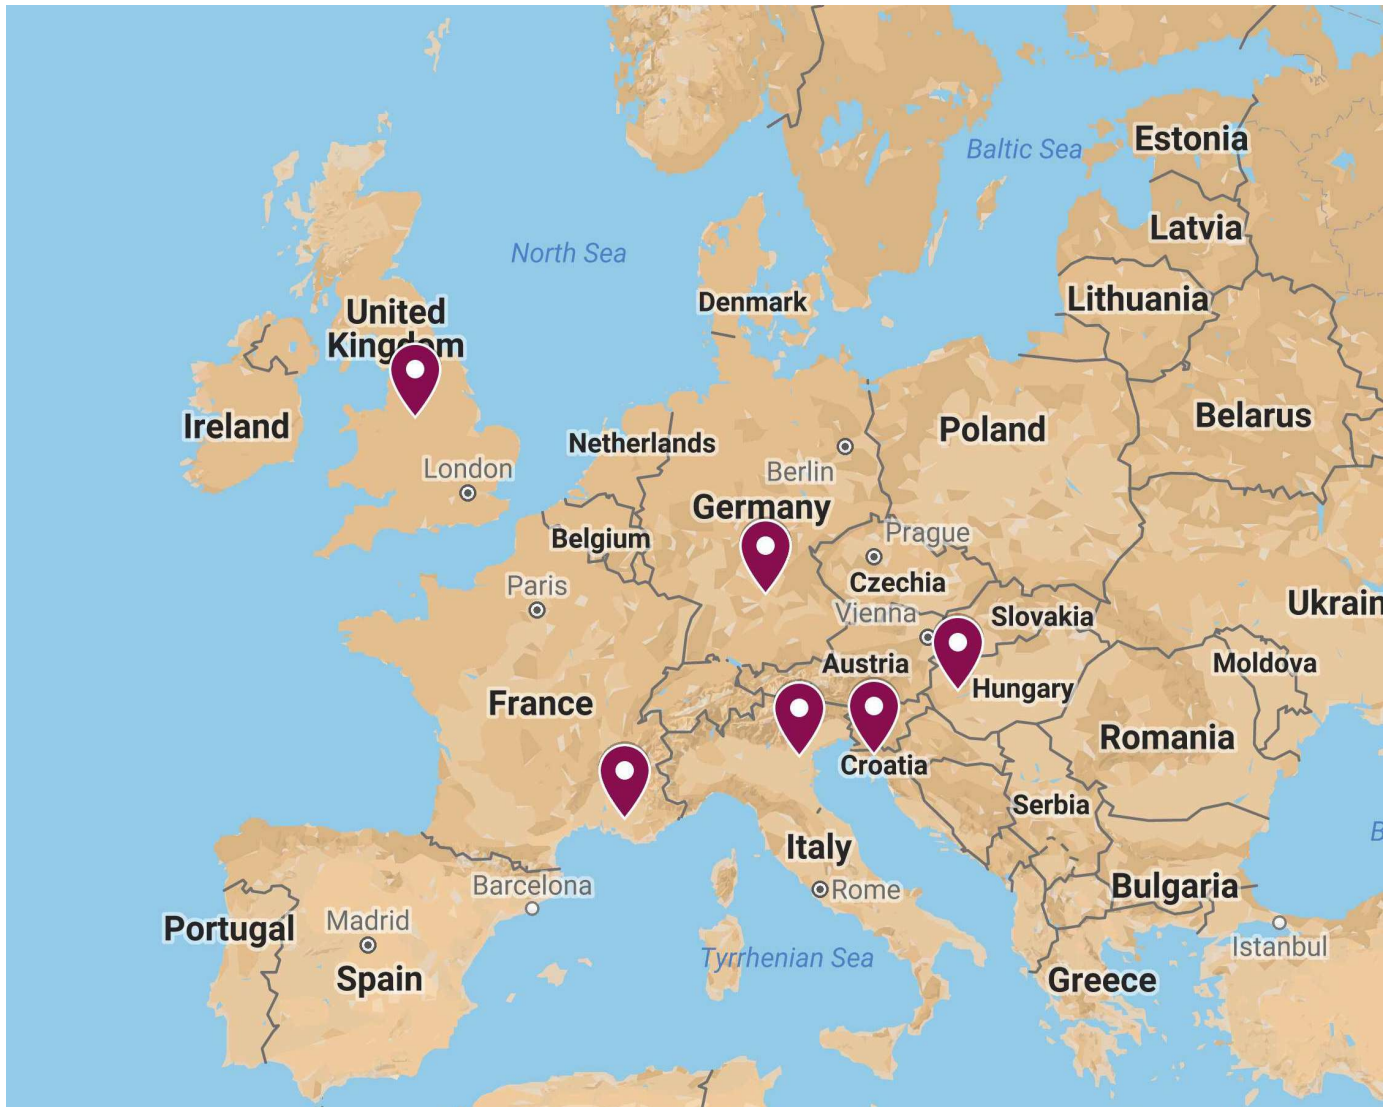 Estonia
Baltic Sea
Latvia
North Sea
Lithuania
Denmark
United
Kingdom
Belarus
Ireland
Poland
Netherlands
London
Berlin
Germany
Prague
Belgium
Czechia
Paris
Ukrain
Vienna
Slovakia
Austria
Moldova
Hungary
France
Romania
Croatia
Serbia
B
Italy
Barcelona
Rome
Bulgaria
Madrid
Portugal
Istanbul
Tyrrhenian Sea
Spain
Greece